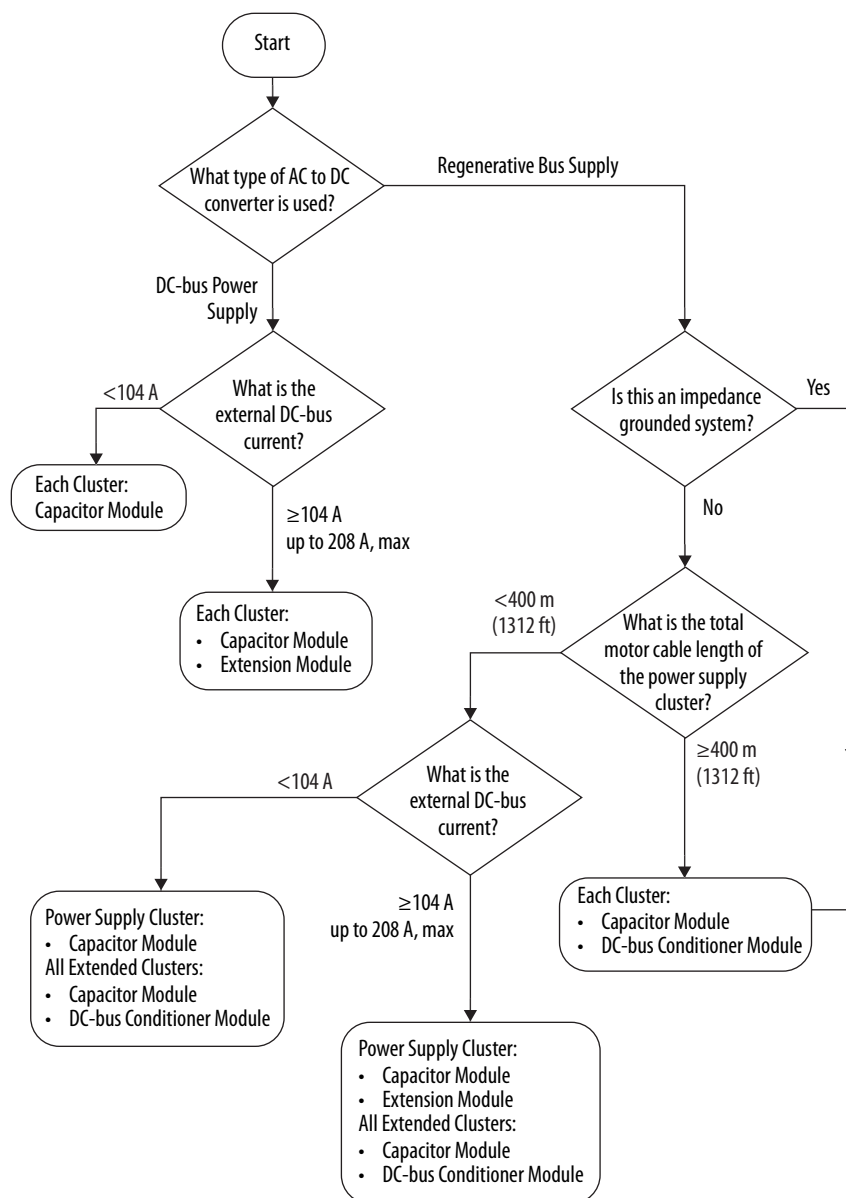 Start
What type of AC to DC
converter is used?
Regenerative Bus Supply
DC-bus Power
Supply
<104 A
What is the
external DC-bus
current?
Is this an impedance
grounded system?
Yes
Each Cluster:
Capacitor Module
≥104 A
up to 208 A, max
No
Each Cluster:
• Capacitor Module
• Extension Module
<400 m
(1312 ft)
What is the total
motor cable length of
the power supply
cluster?
≥400 m
(1312 ft)
<104 A
What is the
external DC-bus
current?
≥104 A
up to 208 A, max
Each Cluster:
• Capacitor Module
• DC-bus Conditioner Module
Power Supply Cluster:
• Capacitor Module
All Extended Clusters:
• Capacitor Module
• DC-bus Conditioner Module
Power Supply Cluster:
• Capacitor Module
• Extension Module
All Extended Clusters:
• Capacitor Module
• DC-bus Conditioner Module